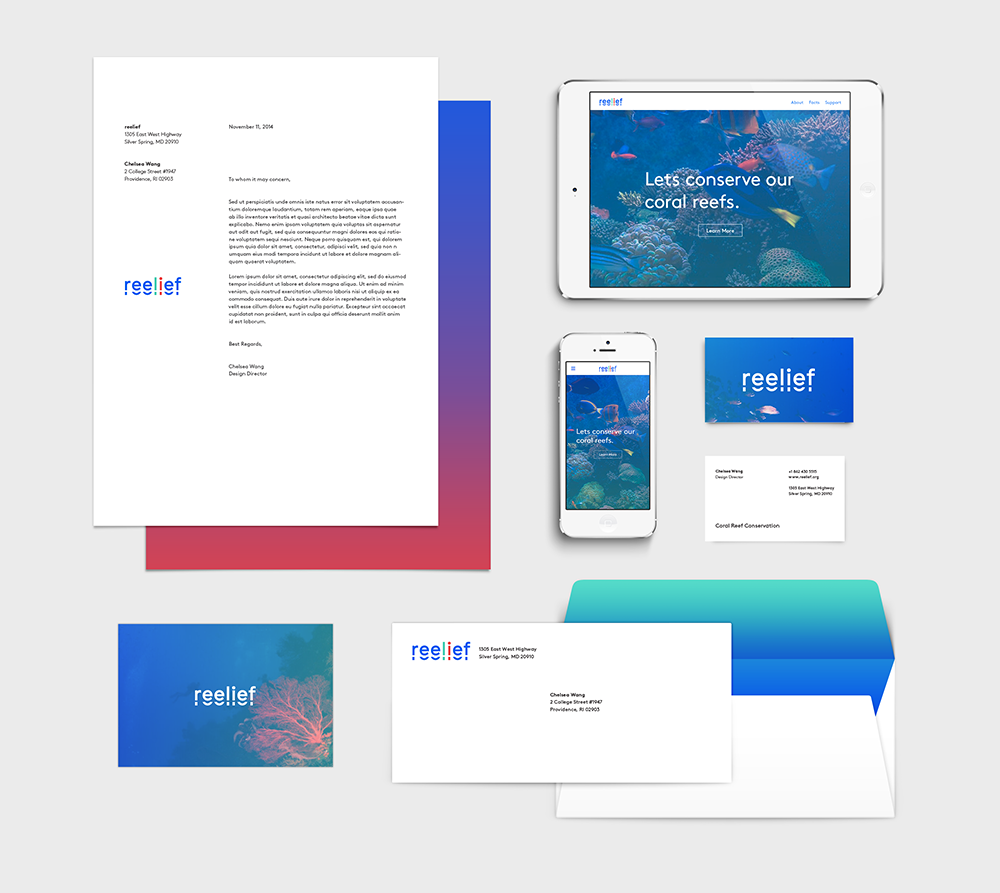 reelief
1305 East West Highway
Silver Spring, MD 20910
Chelsea Wang
2 College Street #1947
Providence, RI 02903
reelief
November 11, 2014
To whom it may concern,
Sed ut perspiciatis unde omnis iste natus error sit voluptatem accusan-
tium doloremque laudantium, totam rem aperiam, eaque ipsa quae
ab illo inventore veritatis et quasi architecto beatae vitae dicta sunt
explicabo. Nemo enim ipsam voluptatem quia voluptas sit aspernatur
aut odit aut fugit, sed quia consequuntur magni dolores eos qui ratio-
ne voluptatem sequi nesciunt. Neque porro quisquam est, qui dolorem
ipsum quia dolor sit amet, consectetur, adipisci velit, sed quia non n
umquam eius modi tempora incidunt ut labore et dolore magnam ali-
quam quaerat voluptatem.
Lorem ipsum dolor sit amet, consectetur adipiscing elit, sed do eiusmod
tempor incididunt ut labore et dolore magna aliqua. Ut enim ad minim
veniam, quis nostrud exercitation ullamco laboris nisi ut aliquip ex ea
commodo consequat. Duis aute irure dolor in reprehenderit in voluptate
velit esse cillum dolore eu fugiat nulla pariatur. Excepteur sint occaecat
cupidatat non proident, sunt in culpa qui officia deserunt mollit anim
id est laborum.
Best Regards,
Chelsea Wang
Design Director
reelief
About Facts Support
Lets conserve our
coral reefs.
Learn More
reelief
Lets conserve our
coral reefs.
Learn More
reelief
Chelsea Wang
Design Director
+1 862 430 5515
www.reelief.org
1305 East West Highway
Silver Spring, MD 20910
Coral Reef Conservation
reelief
reelief
1305 East West Highway
Silver Spring, MD 20910
Chelsea Wang
2 College Street #1947
Providence, RI 02903